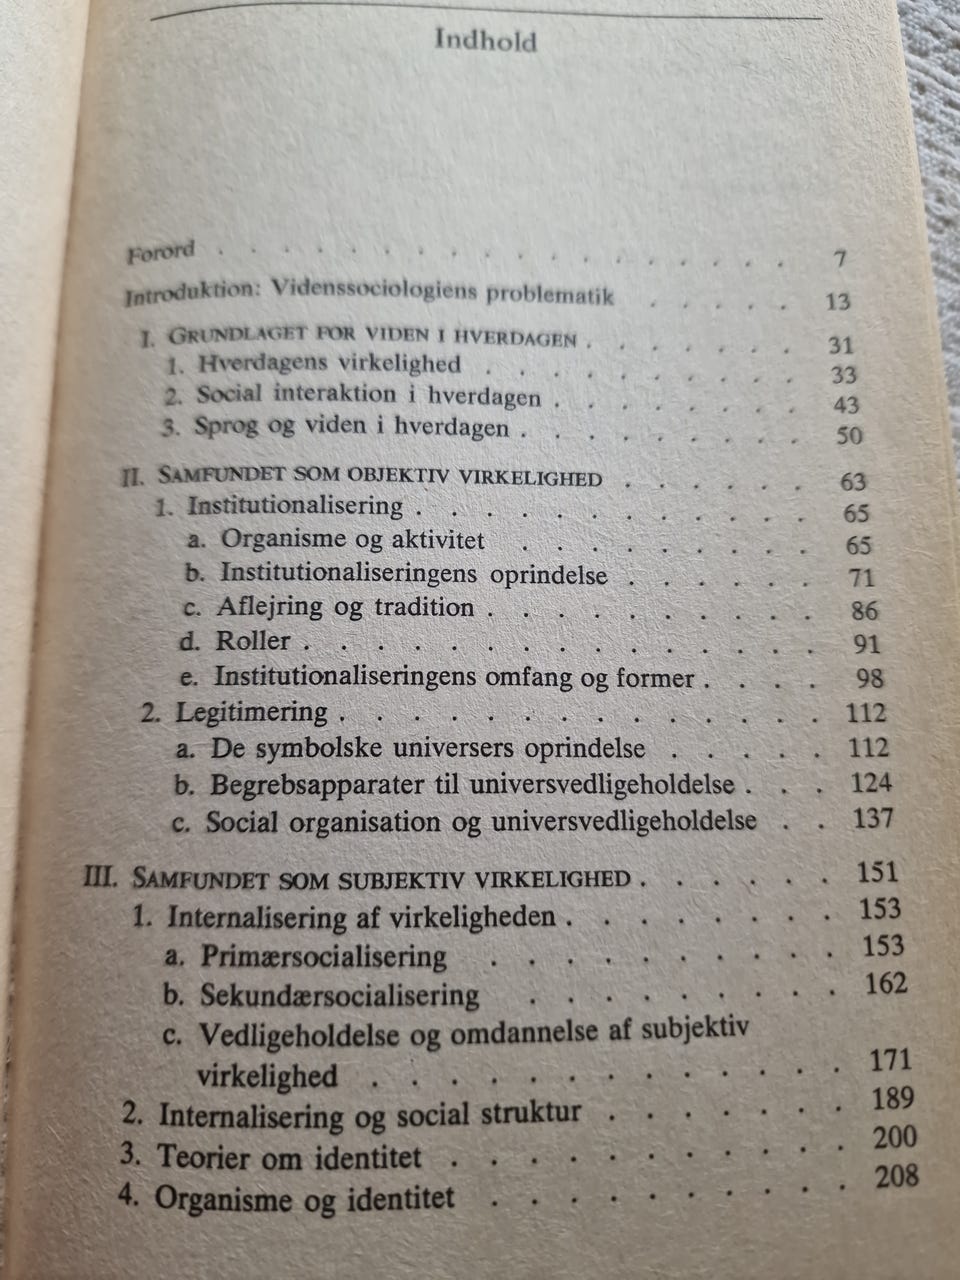 Indhold
Forord . . . . . . . . . . . . . . . . . 7
Introduktion: Videnssociologiens problematik . . . . . 13
I. GRUNDLAGET FOR VIDEN I HVERDAGEN . . . . . . . 31
1. Hverdagens virkelighed . . . . . . . . . . 33
2. Social interaktion i hverdagen . . . . . . . . 43
3. Sprog og viden i hverdagen . . . . . . . . . 50
II. SAMFUNDET SOM OBJEKTIV VIRKELIGHED . . . . . . 63
1. Institutionalisering . . . . . . . . . . . . 65
a. Organisme og aktivitet . . . . . . . . . 65
b. Institutionaliseringens oprindelse . . . . . . 71
c. Aflejring og tradition . . . . . . . . . . 86
d. Roller . . . . . . . . . . . . . . 91
e. Institutionaliseringens omfang og former . . . . 98
2. Legitimering . . . . . . . . . . . . . . 112
a. De symbolske universers oprindelse . . . . . 112
b. Begrebsapparater til universvedligeholdelse . . . 124
c. Social organisation og universvedligeholdelse . . 137
III. SAMFUNDET SOM SUBJEKTIV VIRKELIGHED . . . . . . 151
1. Internalisering af virkeligheden . . . . . . . . 153
a. Primærsocialisering . . . . . . . . . . 153
b. Sekundærsocialisering . . . . . . . . . 162
c. Vedligeholdelse og omdannelse af subjektiv
virkelighed . . . . . . . . . . . . . 171
2. Internalisering og social struktur . . . . . . . 189
3. Teorier om identitet . . . . . . . . . . . 200
4. Organisme og identitet . . . . . . . . . . 208